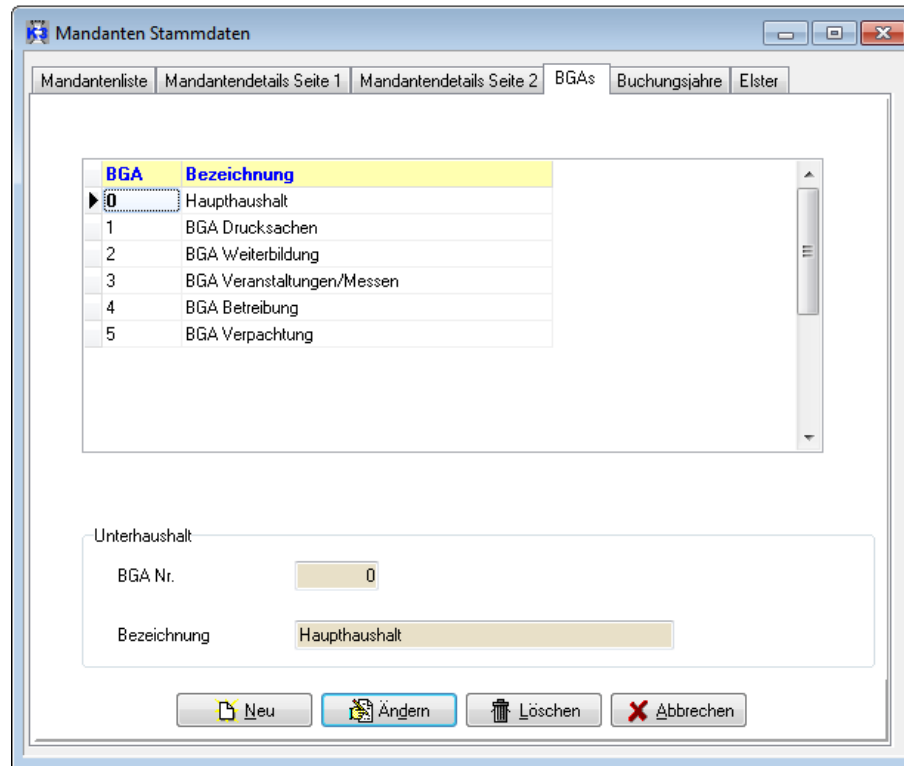 K3 Mandanten Stammdaten
Mandantenliste Mandantendetails Seite 1 Mandantendetails Seite 2 BGAs Buchungsjahre Elster
BGA Bezeichnung
0 Haupthaushalt
1 BGA Drucksachen
2 BGA Weiterbildung
3 BGA Veranstaltungen/Messen
4 BGA Betreibung
5 BGA Verpachtung
Unterhaushalt
BGA Nr. 0
Bezeichnung Haupthaushalt
Neu Ändern Löschen Abbrechen